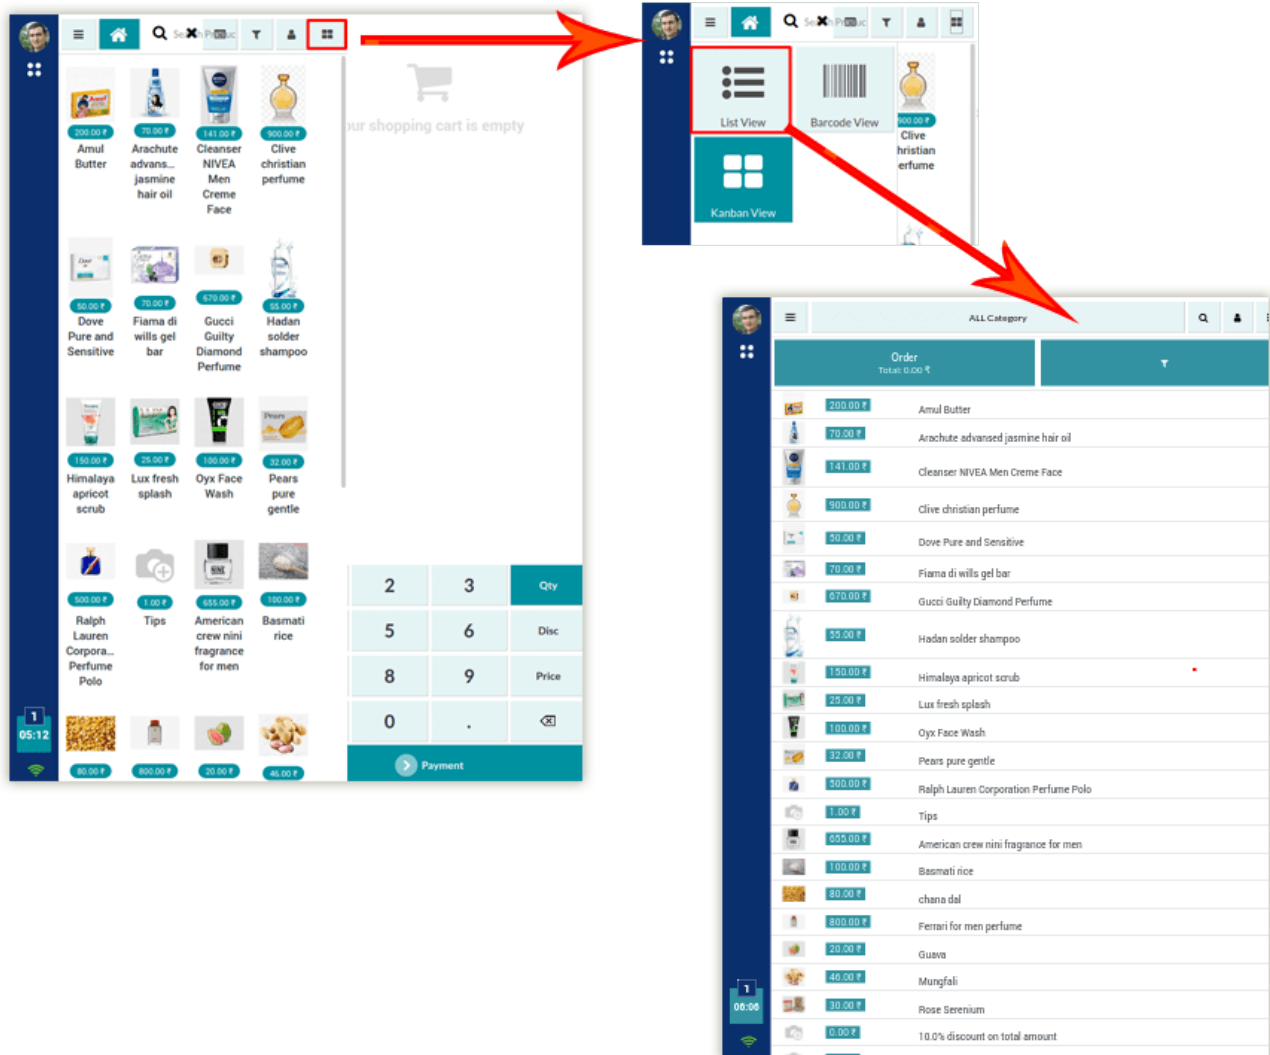 200.00 ₹
70.00 ₹
141.00 ₹
900.00 ₹
Amul
Butter
Arachute
advans...
jasmine
hair oil
Cleanser
NIVEA
Men
Creme
Face
Clive
christian
perfume
50.00 ₹
70.00 ₹
670.00 ₹
55.00 ₹
Dove
Pure and
Sensitive
Fiama di
wills gel
bar
Gucci
Guilty
Diamond
Perfume
Hadan
solder
shampoo
150.00 ₹
25.00 ₹
100.00 ₹
32.00 ₹
Himalaya
apricot
scrub
Lux fresh
splash
Oyx Face
Wash
Pears
pure
gentle
500.00 ₹
1.00 ₹
655.00 ₹
100.00 ₹
Ralph
Lauren
Corpora...
Perfume
Polo
Tips
American
crew nini
fragrance
for men
Basmati
rice
80.00 ₹
800.00 ₹
20.00 ₹
46.00 ₹
1
05:12
our shopping cart is empty
2 3 Qty
5 6 Disc
8 9 Price
0 .
Payment
List View
Barcode View
Kanban View
900.00 ₹
Clive
hristian
erfume
ALL Category
Order
Total: 0.00 ₹
200.00 ₹ Amul Butter
70.00 ₹ Arachute advansed jasmine hair oil
141.00 ₹ Cleanser NIVEA Men Creme Face
900.00 ₹ Clive christian perfume
50.00 ₹ Dove Pure and Sensitive
70.00 ₹ Fiama di wills gel bar
670.00 ₹ Gucci Guilty Diamond Perfume
55.00 ₹ Hadan solder shampoo
150.00 ₹ Himalaya apricot scrub
25.00 ₹ Lux fresh splash
100.00 ₹ Oyx Face Wash
32.00 ₹ Pears pure gentle
500.00 ₹ Ralph Lauren Corporation Perfume Polo
1.00 ₹ Tips
655.00 ₹ American crew nini fragrance for men
100.00 ₹ Basmati rice
80.00 ₹ chana dal
800.00 ₹ Ferrari for men perfume
20.00 ₹ Guava
46.00 ₹ Mungfali
30.00 ₹ Rose Serenium
0.00 ₹ 10.0% discount on total amount
1
06:06